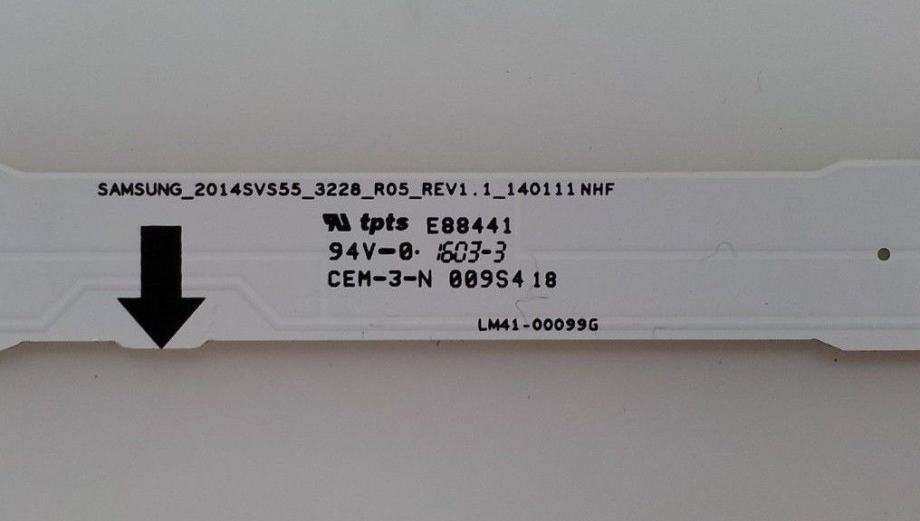 SAMSUNG_2014SVS55_3228_R05_REV1.1_140111 NHF
tpts E88441
94V-0· 1603-3
CEM-3-N 009S4 18
LM41-00099G